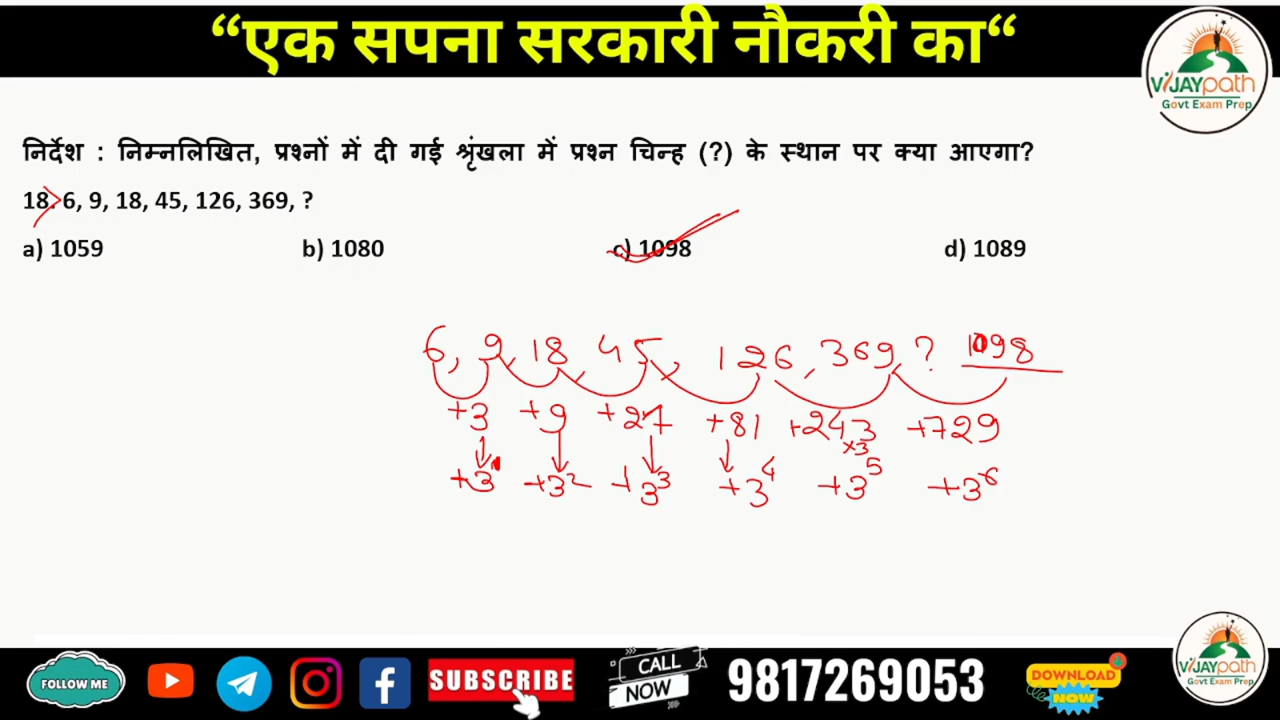 “एक सपना सरकारी नौकरी का“
ViJAYpath
Govt Exam Prep
निर्देश : निम्नलिखित, प्रश्नों में दी गई श्रृंखला में प्रश्न चिन्ह (?) के स्थान पर क्या आएगा?
18. 6, 9, 18, 45, 126, 369, ?
a) 1059 b) 1080 c) 1098 d) 1089
6, 9, 18 45, 126, 369 ? 1098
+3 +9 +27 +81 +243 +729
×3
+3¹ +3² +3³ +3⁴ +3⁵ +3⁶
ViJAYpath
Govt Exam Prep
FOLLOW ME
SUBSCRIBE
CALL NOW
9817269053
DOWNLOAD NOW